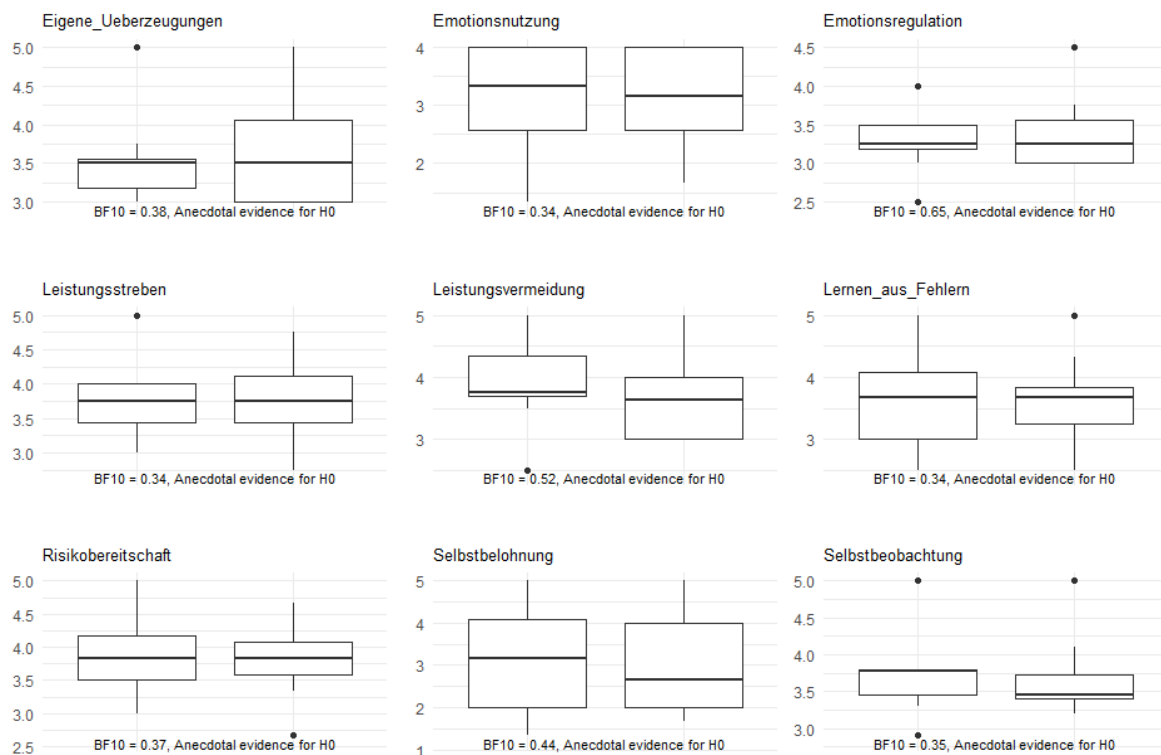 Eigene_Ueberzeugungen
5.0
4.5
4.0
3.5
3.0
BF10 = 0.38, Anecdotal evidence for H0
Emotionsnutzung
4
3
2
BF10 = 0.34, Anecdotal evidence for H0
Emotionsregulation
4.5
4.0
3.5
3.0
2.5
BF10 = 0.65, Anecdotal evidence for H0
Leistungsstreben
5.0
4.5
4.0
3.5
3.0
BF10 = 0.34, Anecdotal evidence for H0
Leistungsvermeidung
5
4
3
BF10 = 0.52, Anecdotal evidence for H0
Lernen_aus_Fehlern
5
4
3
BF10 = 0.34, Anecdotal evidence for H0
Risikobereitschaft
5.0
4.5
4.0
3.5
3.0
2.5
BF10 = 0.37, Anecdotal evidence for H0
Selbstbelohnung
5
4
3
2
1
BF10 = 0.44, Anecdotal evidence for H0
Selbstbeobachtung
5.0
4.5
4.0
3.5
3.0
BF10 = 0.35, Anecdotal evidence for H0